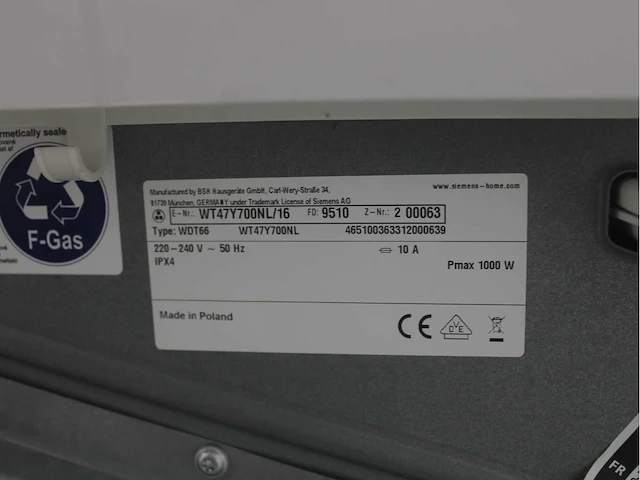 rmetically seale
F-Gas
Manufactured by BSH Hausgeräte GmbH, Carl-Wery-Straße 34,
81739 München, GERMANY under Trademark License of Siemens AG
www.siemens-home.com
E-Nr.: WT47Y700NL/16 FD: 9510 Z-Nr.: 2 00063
Type: WDT66 WT47Y700NL 465100363312000639
220-240 V ~ 50 Hz 10 A
IPX4
Pmax 1000 W
Made in Poland
CE
DVE
FR